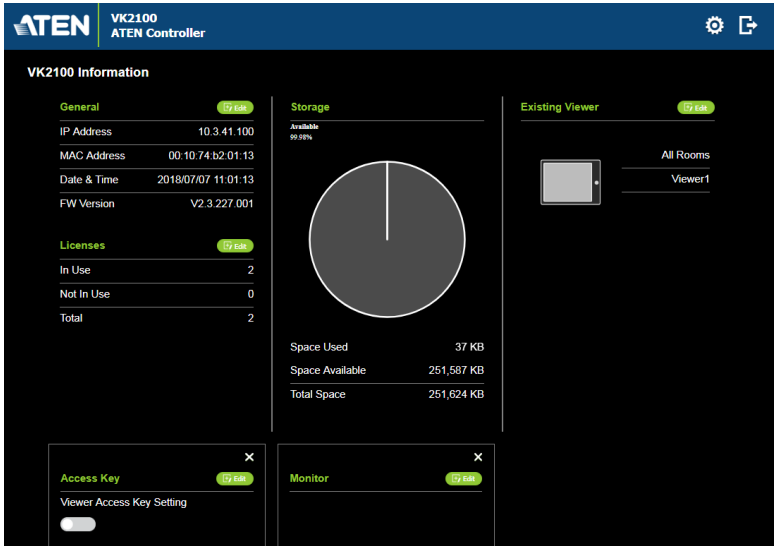 ATEN
VK2100
ATEN Controller
VK2100 Information
General
Edit
IP Address 10.3.41.100
MAC Address 00:10:74:b2:01:13
Date & Time 2018/07/07 11:01:13
FW Version V2.3.227.001
Licenses
Edit
In Use 2
Not In Use 0
Total 2
Storage
Available
99.98%
Space Used 37 KB
Space Available 251,587 KB
Total Space 251,624 KB
Existing Viewer
Edit
All Rooms
Viewer1
Access Key
Edit
Viewer Access Key Setting
Monitor
Edit